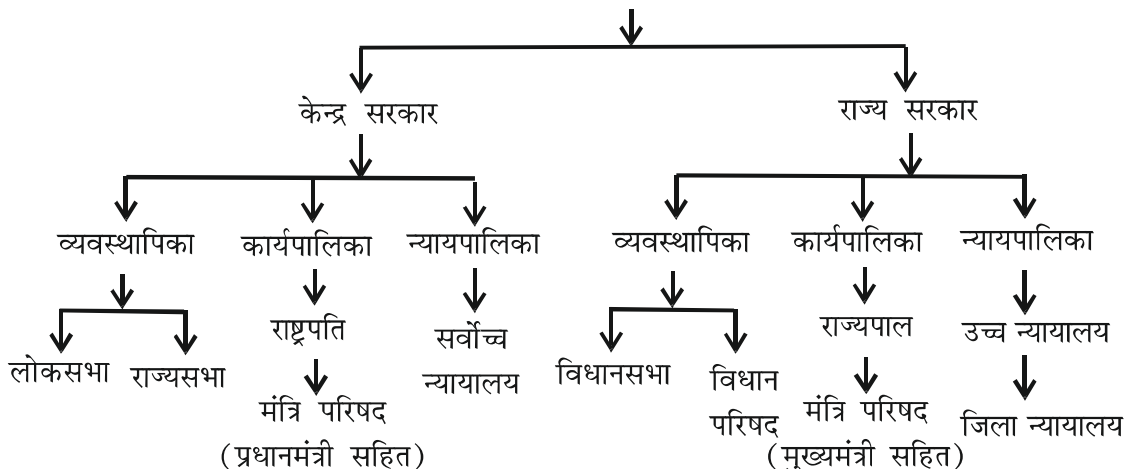 केन्द्र सरकार
राज्य सरकार
व्यवस्थापिका
कार्यपालिका
न्यायपालिका
व्यवस्थापिका
कार्यपालिका
न्यायपालिका
लोकसभा
राज्यसभा
राष्ट्रपति
मंत्रि परिषद
(प्रधानमंत्री सहित)
सर्वोच्च
न्यायालय
विधानसभा
विधान
परिषद
राज्यपाल
मंत्रि परिषद
(मुख्यमंत्री सहित)
उच्च न्यायालय
जिला न्यायालय